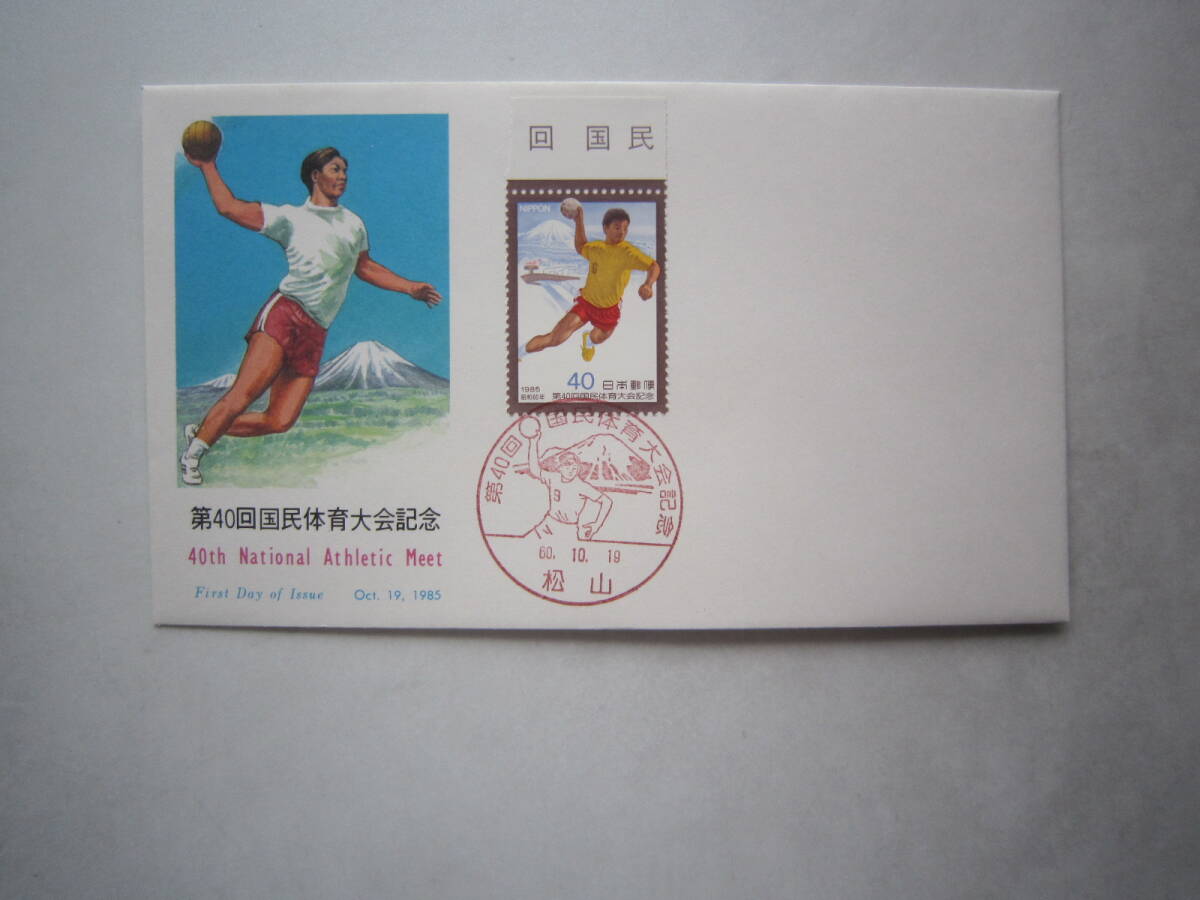 回国民
NIPPON
6
1985
昭和60年
40
日本郵便
第40回国民体育大会記念
第40回国民体育大会記念
9
60.10.19
松山
第40回国民体育大会記念
40th National Athletic Meet
First Day of Issue Oct. 19, 1985